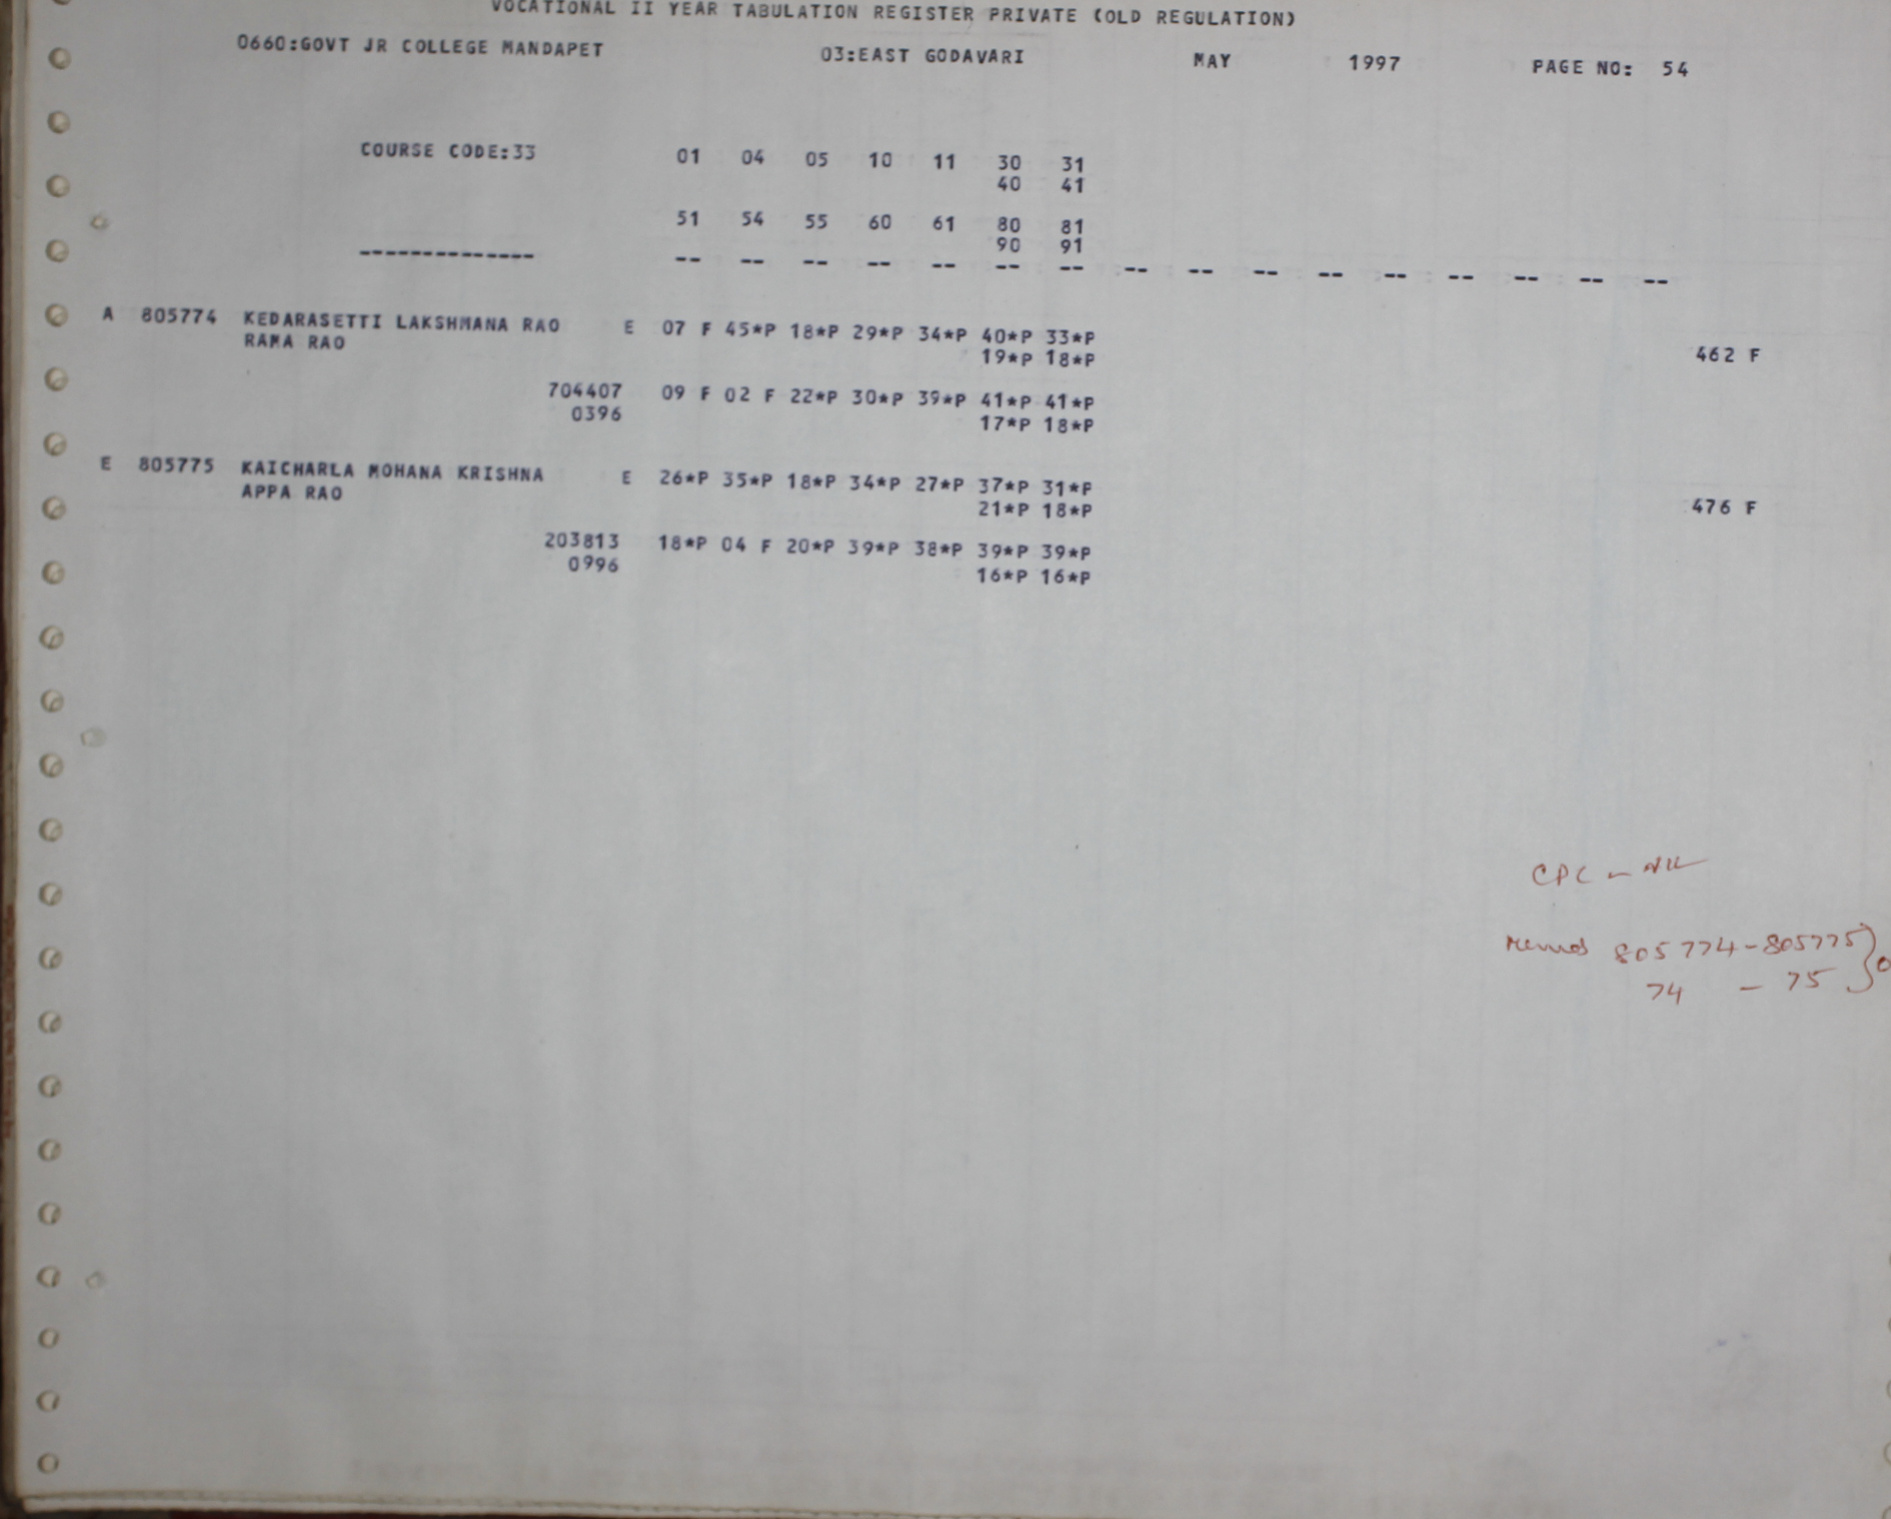 VOCATIONAL II YEAR TABULATION REGISTER PRIVATE (OLD REGULATION)
0660:GOVT JR COLLEGE MANDAPET 03:EAST GODAVARI MAY 1997 PAGE NO: 54
COURSE CODE:33 01 04 05 10 11 30 31
40 41
51 54 55 60 61 80 81
90 91
-------------- -- -- -- -- -- -- -- -- -- -- -- -- -- -- -- --
A 805774 KEDARASETTI LAKSHMANA RAO E 07 F 45*P 18*P 29*P 34*P 40*P 33*P
RAMA RAO 19*P 18*P 462 F
704407 09 F 02 F 22*P 30*P 39*P 41*P 41*P
0396 17*P 18*P
E 805775 KAICHARLA MOHANA KRISHNA E 26*P 35*P 18*P 34*P 27*P 37*P 31*P
APPA RAO 21*P 18*P 476 F
203813 18*P 04 F 20*P 39*P 38*P 39*P 39*P
0996 16*P 16*P
CPC -
805774-805775
74 - 75